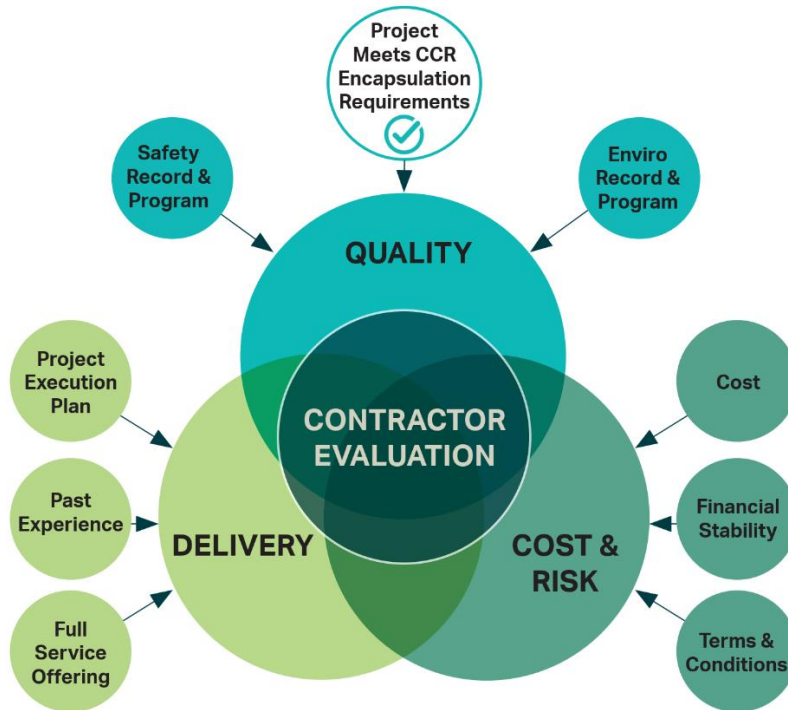 Project
Meets CCR
Encapsulation
Requirements
Safety
Record &
Program
Enviro
Record &
Program
QUALITY
Project
Execution
Plan
Cost
CONTRACTOR
EVALUATION
Past
Experience
Financial
Stability
DELIVERY
COST &
RISK
Full
Service
Offering
Terms &
Conditions